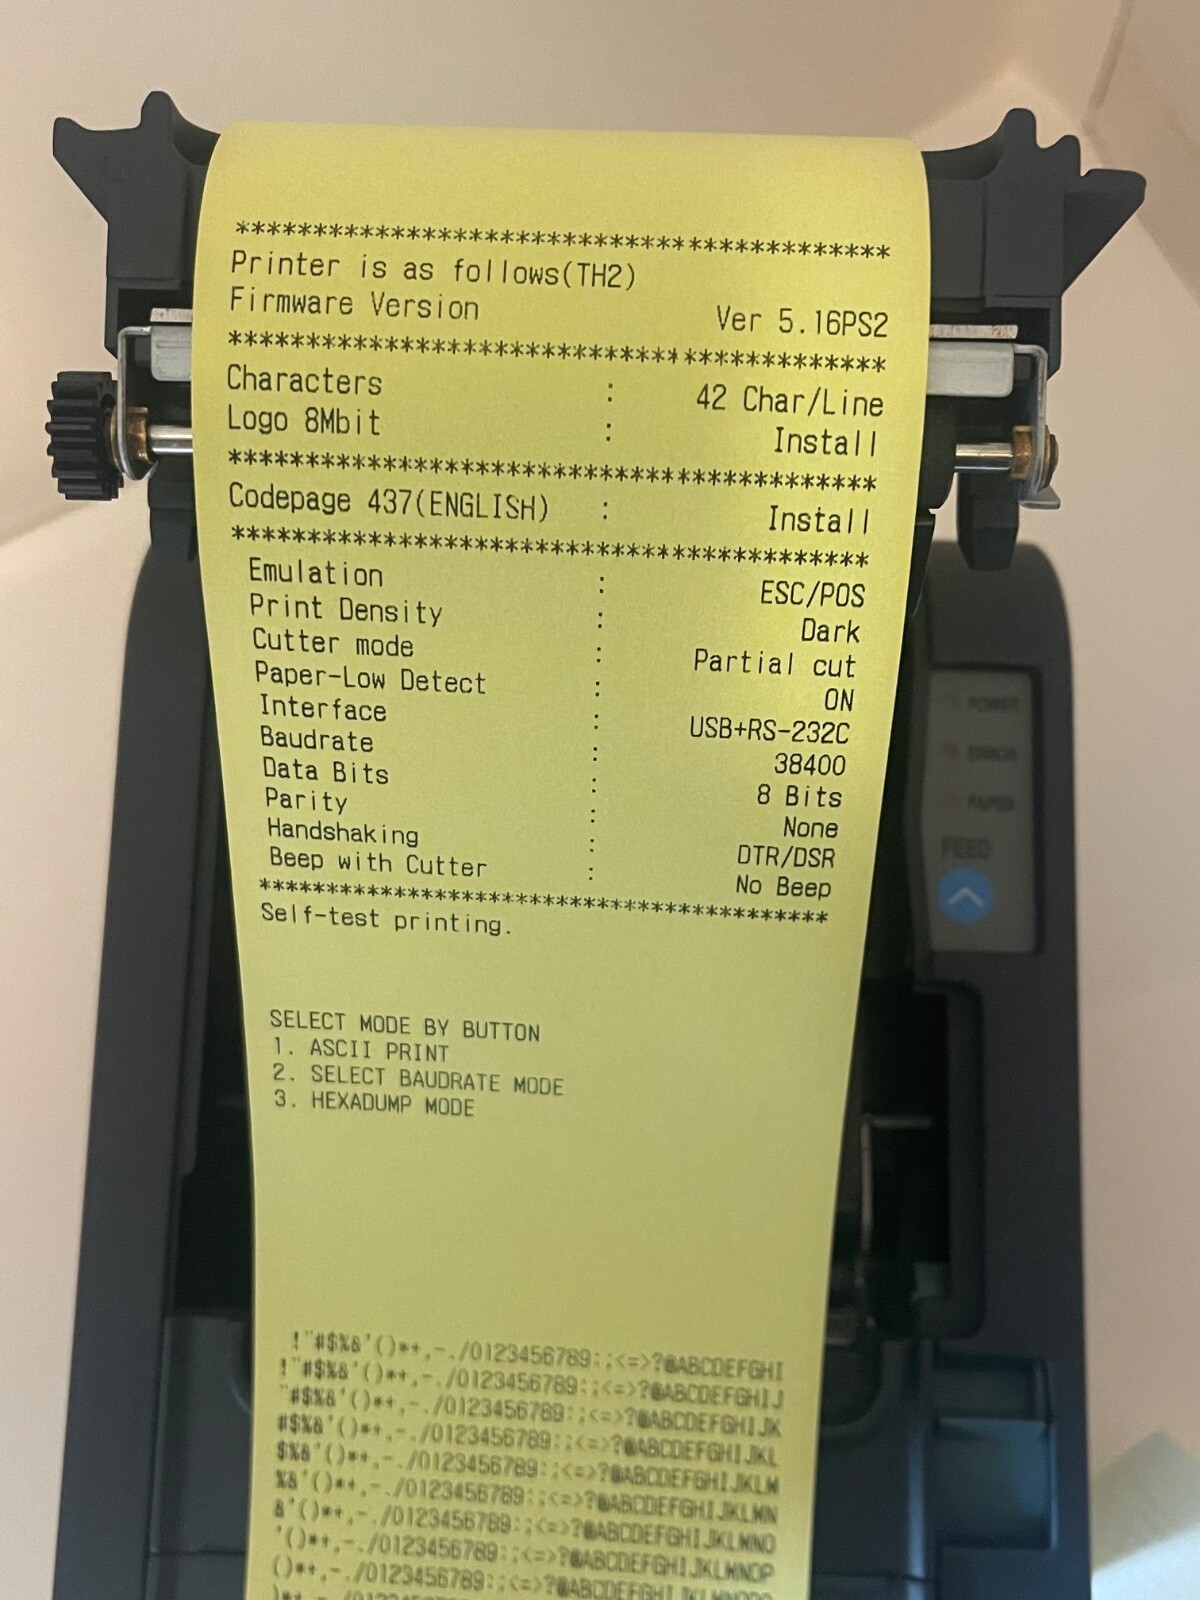 ******************************************
Printer is as follows(TH2)
Firmware Version Ver 5.16PS2
******************************************
Characters : 42 Char/Line
Logo 8Mbit : Install
******************************************
Codepage 437(ENGLISH) : Install
******************************************
Emulation : ESC/POS
Print Density : Dark
Cutter mode : Partial cut
Paper-Low Detect : ON
Interface : USB+RS-232C
Baudrate : 38400
Data Bits : 8 Bits
Parity : None
Handshaking : DTR/DSR
Beep with Cutter : No Beep
******************************************
Self-test printing.
SELECT MODE BY BUTTON
1. ASCII PRINT
2. SELECT BAUDRATE MODE
3. HEXADUMP MODE
!"#$%&'()*+,-./0123456789:;<=>?@ABCDEFGHI
!"#$%&'()*+,-./0123456789:;<=>?@ABCDEFGHIJ
"#$%&'()*+,-./0123456789:;<=>?@ABCDEFGHIJK
#$%&'()*+,-./0123456789:;<=>?@ABCDEFGHIJKL
$%&'()*+,-./0123456789:;<=>?@ABCDEFGHIJKLM
%&'()*+,-./0123456789:;<=>?@ABCDEFGHIJKLMN
&'()*+,-./0123456789:;<=>?@ABCDEFGHIJKLMNO
'()*+,-./0123456789:;<=>?@ABCDEFGHIJKLMNOP
POWER
ERROR
PAPER
FEED